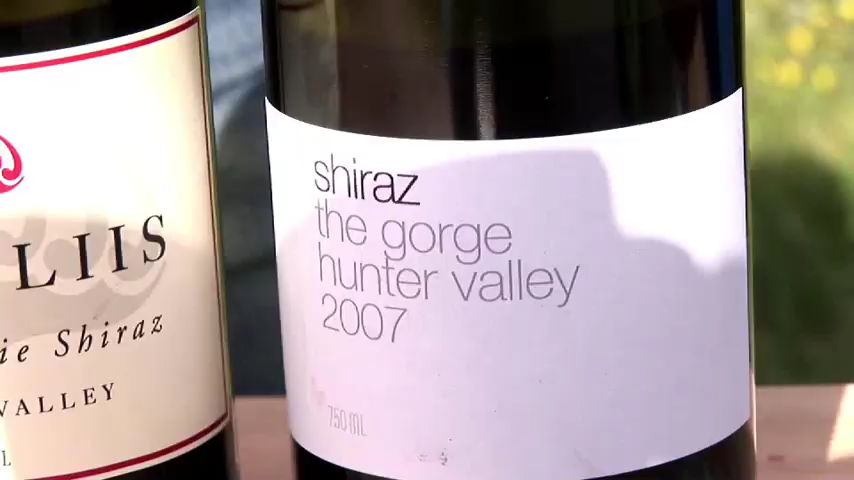 LIIS
ie Shiraz
VALLEY
L
shiraz
the gorge
hunter valley
2007
750 ML